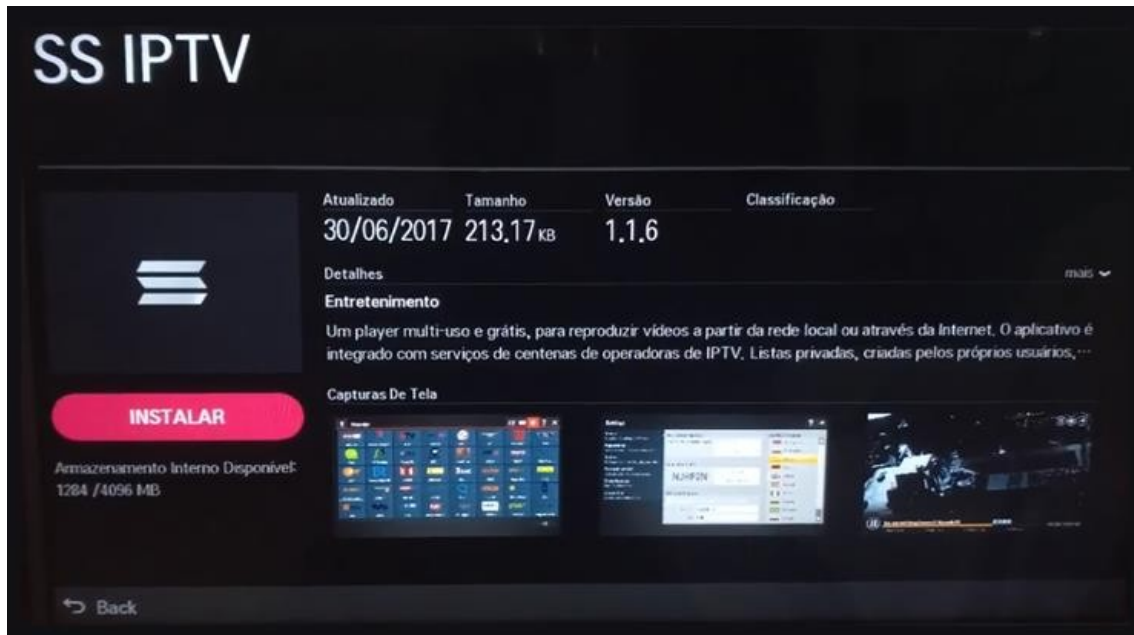 SS IPTV
Atualizado Tamanho Versão Classificação
30/06/2017 213.17 KB 1.1.6
Detalhes mais
Entretenimento
Um player multi-uso e grátis, para reproduzir vídeos a partir da rede local ou através da Internet. O aplicativo é
integrado com serviços de centenas de operadoras de IPTV. Listas privadas, criadas pelos próprios usuários,...
Capturas De Tela
INSTALAR
Armazenamento Interno Disponível:
1284 /4096 MB
Back